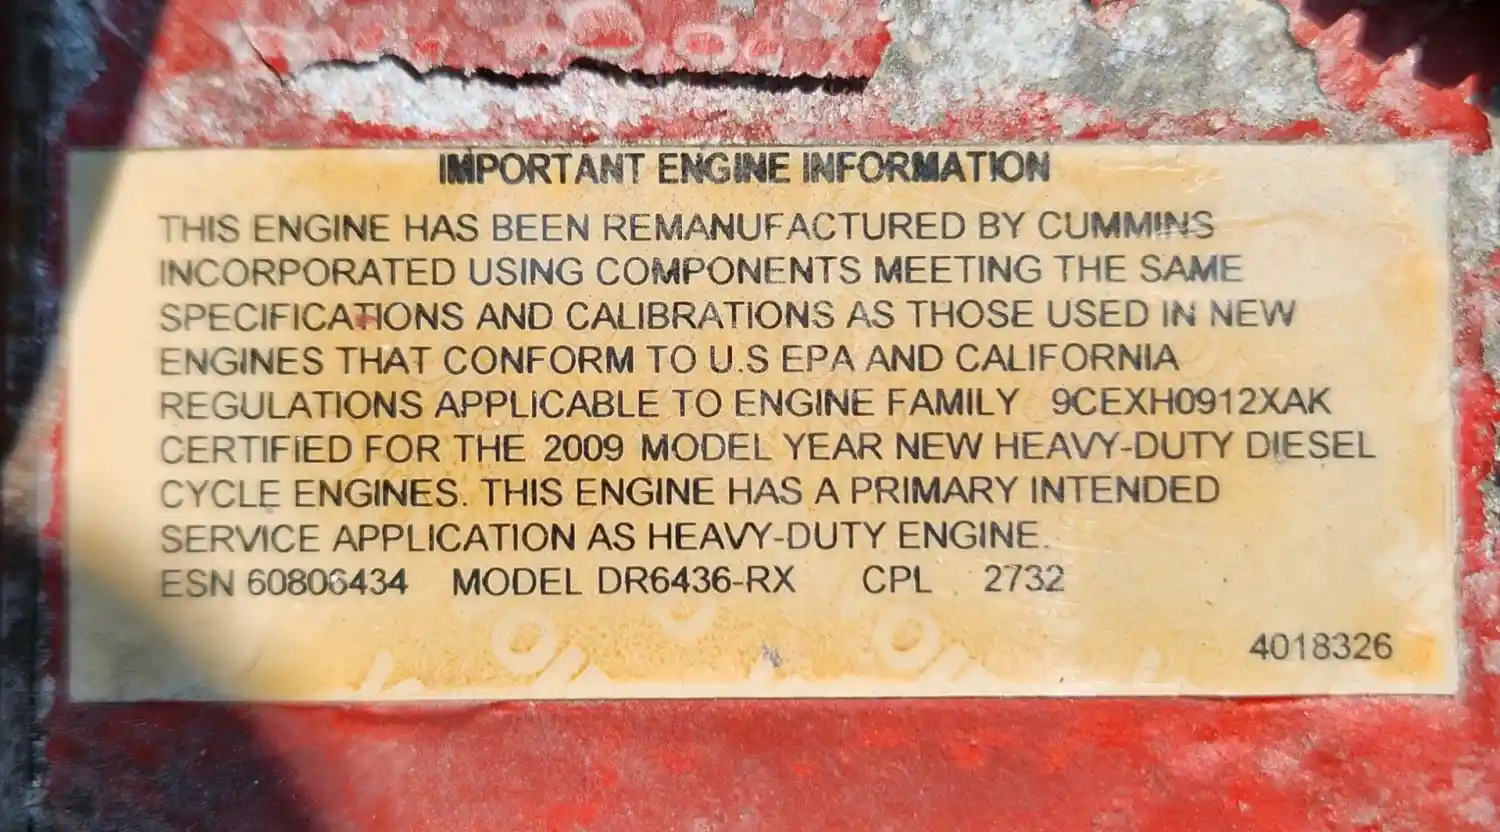 IMPORTANT ENGINE INFORMATION
THIS ENGINE HAS BEEN REMANUFACTURED BY CUMMINS
INCORPORATED USING COMPONENTS MEETING THE SAME
SPECIFICATIONS AND CALIBRATIONS AS THOSE USED IN NEW
ENGINES THAT CONFORM TO U.S EPA AND CALIFORNIA
REGULATIONS APPLICABLE TO ENGINE FAMILY 9CEXH0912XAK
CERTIFIED FOR THE 2009 MODEL YEAR NEW HEAVY-DUTY DIESEL
CYCLE ENGINES. THIS ENGINE HAS A PRIMARY INTENDED
SERVICE APPLICATION AS HEAVY-DUTY ENGINE.
ESN 60806434 MODEL DR6436-RX CPL 2732
4018326